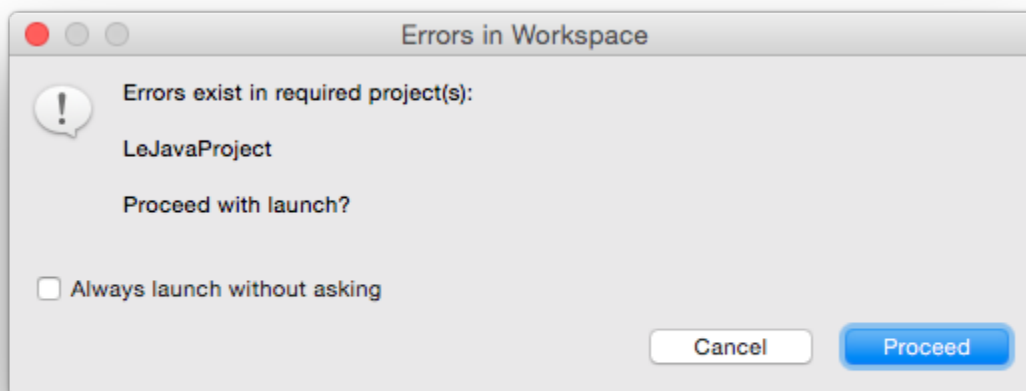 Errors in Workspace
Errors exist in required project(s):
LeJavaProject
Proceed with launch?
Always launch without asking
Cancel
Proceed